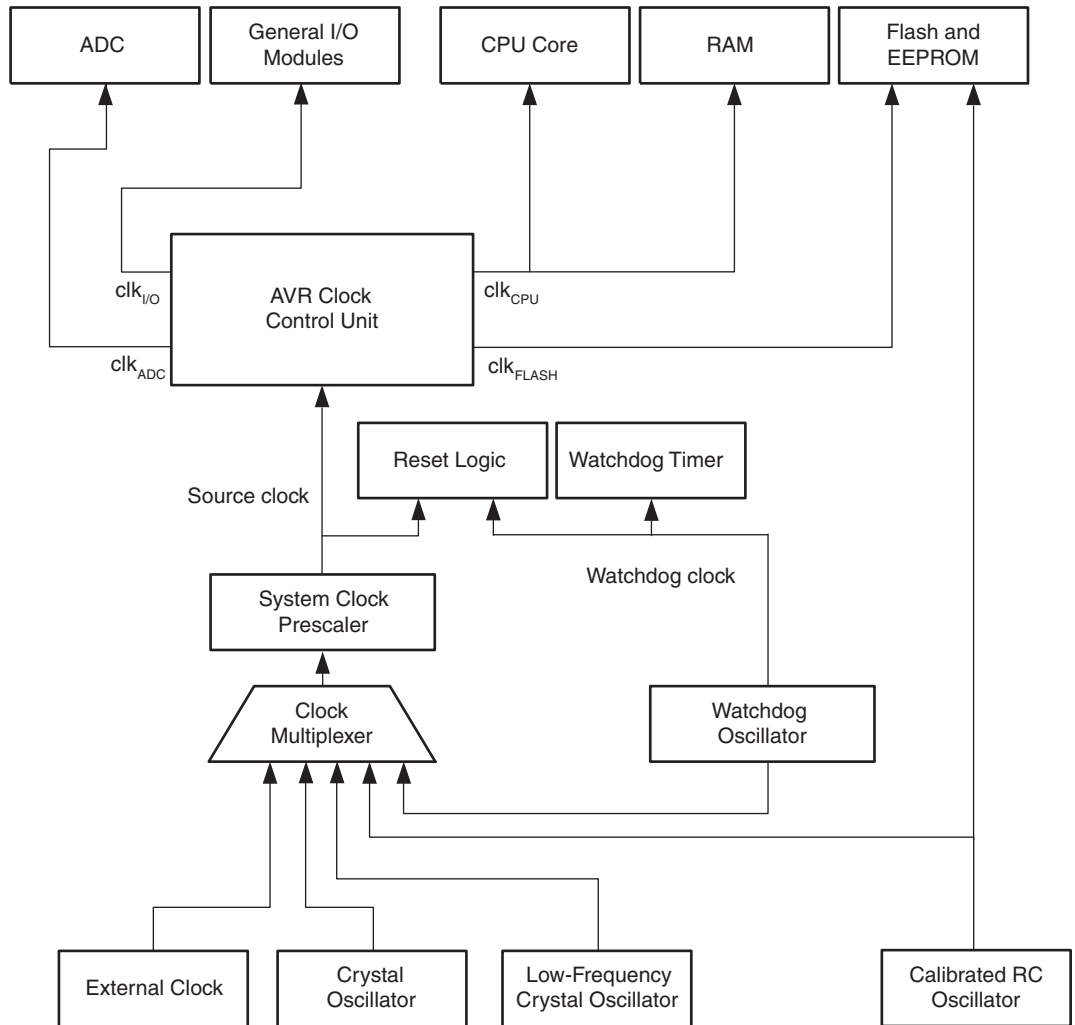 ADC
General I/O
Modules
CPU Core
RAM
Flash and
EEPROM
clkI/O
AVR Clock
Control Unit
clkCPU
clkADC
clkFLASH
Reset Logic
Watchdog Timer
Source clock
Watchdog clock
System Clock
Prescaler
Clock
Multiplexer
Watchdog
Oscillator
External Clock
Crystal
Oscillator
Low-Frequency
Crystal Oscillator
Calibrated RC
Oscillator